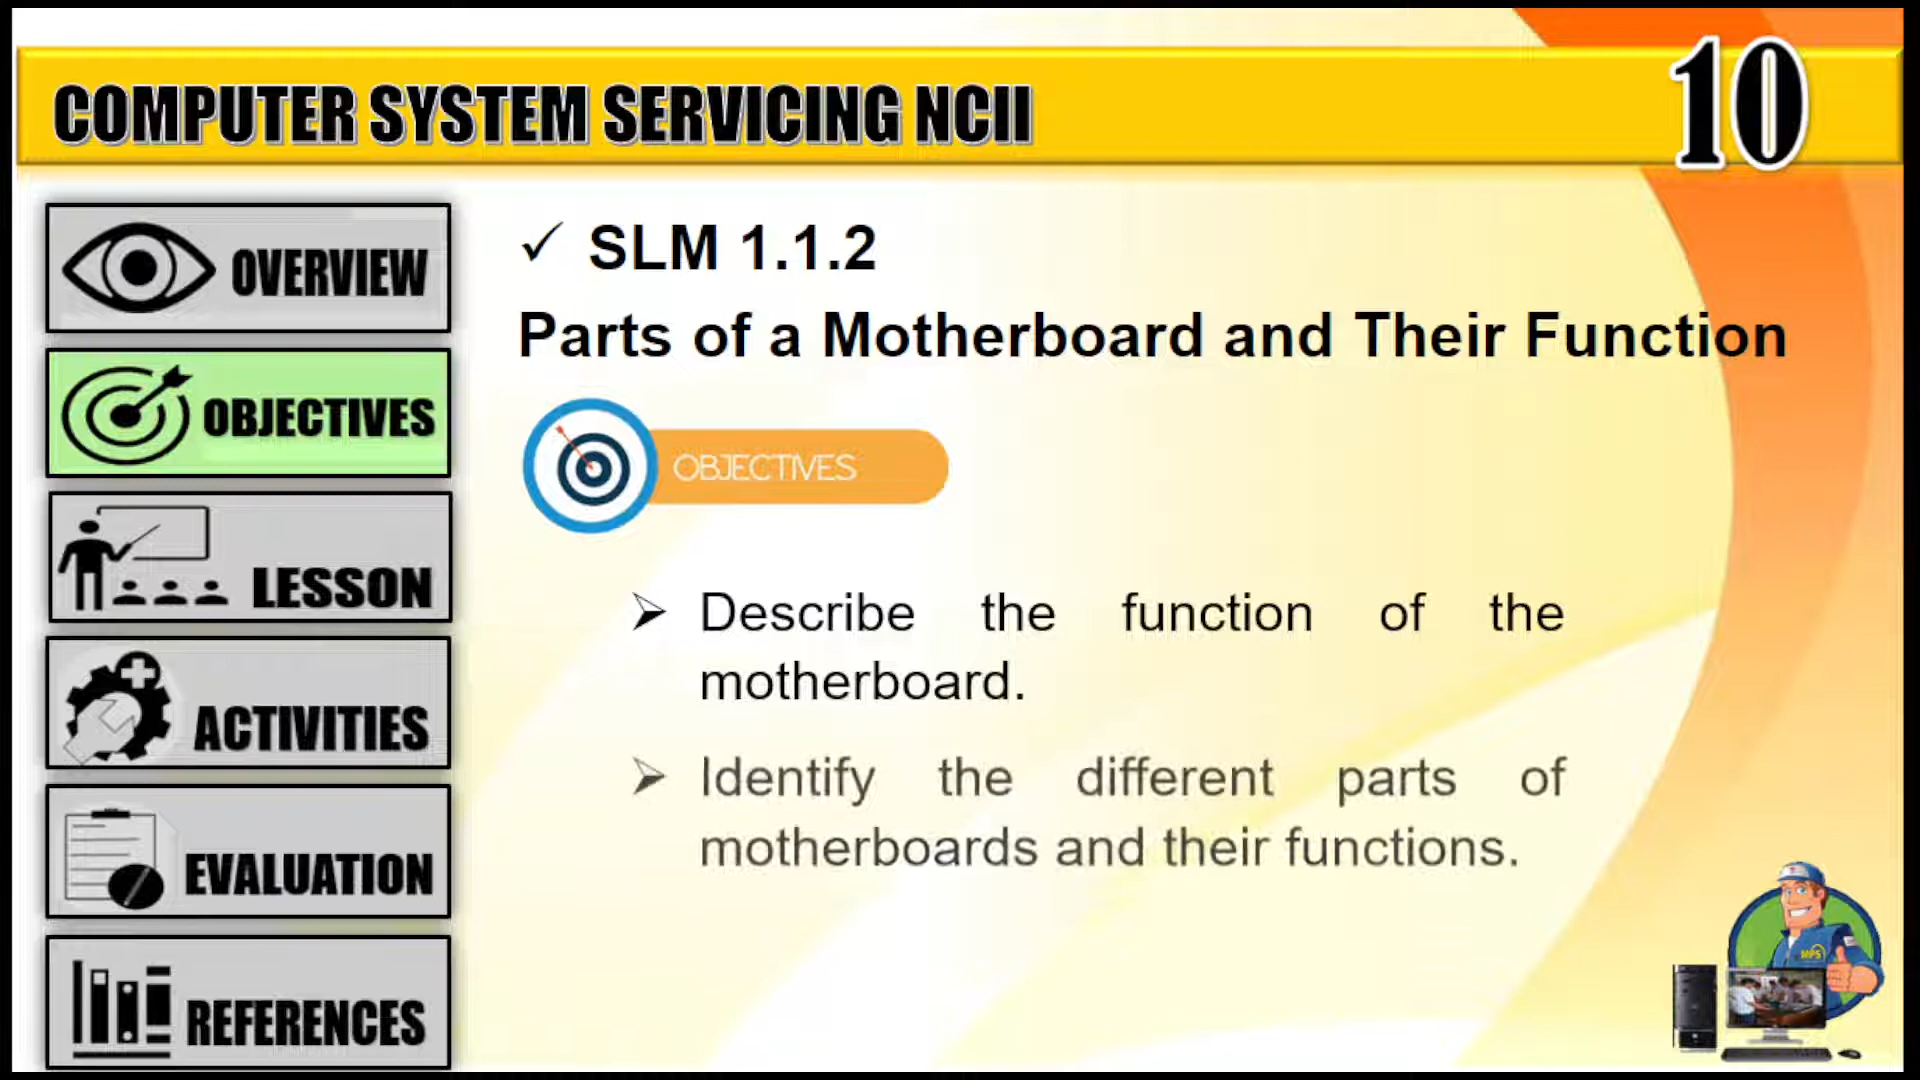 COMPUTER SYSTEM SERVICING NCII
10
OVERVIEW
OBJECTIVES
LESSON
ACTIVITIES
EVALUATION
REFERENCES
✓ SLM 1.1.2
Parts of a Motherboard and Their Function
OBJECTIVES
➢ Describe the function of the
motherboard.
➢ Identify the different parts of
motherboards and their functions.
MPS